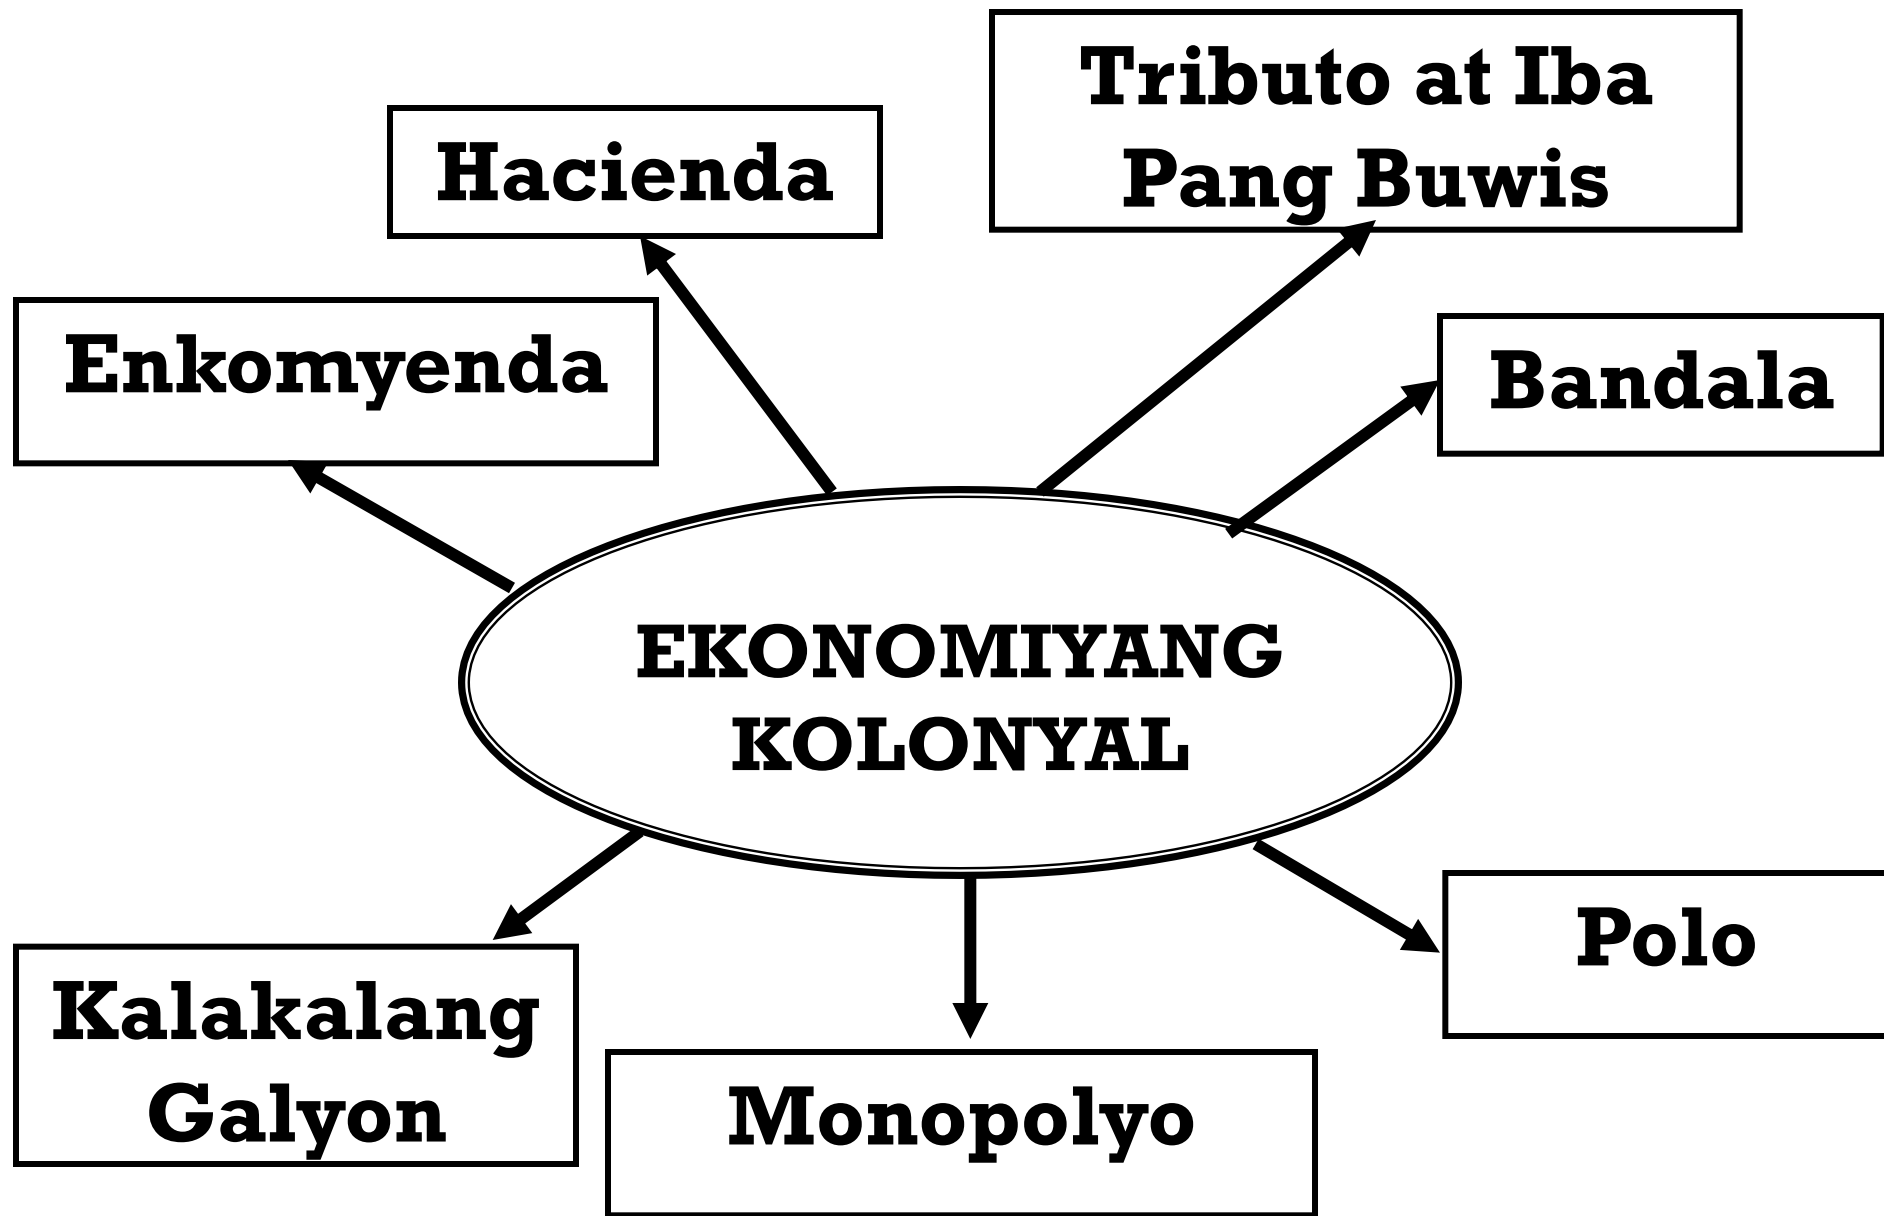 Tributo at Iba
Pang Buwis
Hacienda
Enkomyenda
Bandala
EKONOMIYANG
KOLONYAL
Polo
Kalakalang
Galyon
Monopolyo